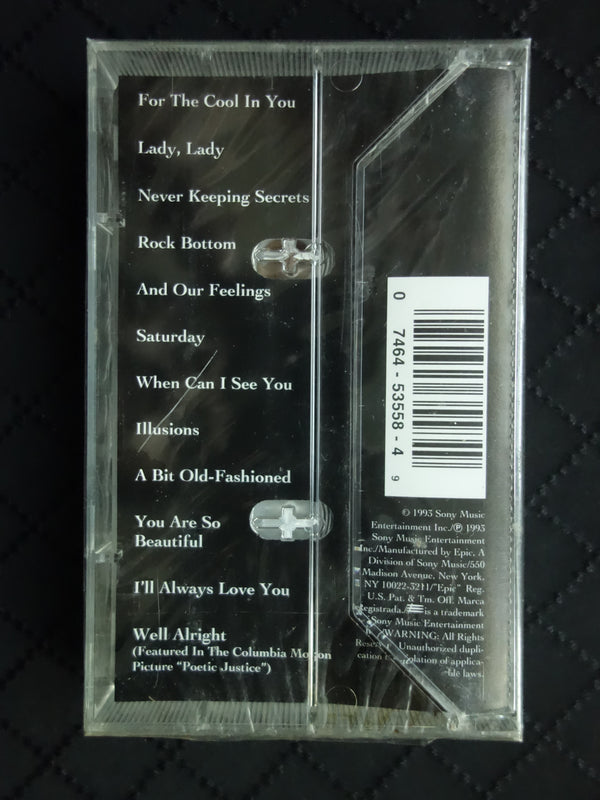 For The Cool In You
Lady, Lady
Never Keeping Secrets
Rock Bottom
And Our Feelings
Saturday
When Can I See You
Illusions
A Bit Old-Fashioned
You Are So
Beautiful
I'll Always Love You
Well Alright
(Featured In The Columbia Motion
Picture "Poetic Justice")
0 7464-53558-4 9
© 1993 Sony Music
Entertainment Inc./℗ 1993
Sony Music Entertainment
Inc./Manufactured by Epic, A
Division of Sony Music/550
Madison Avenue, New York,
NY 10022-3211/"Epic" Reg.
U.S. Pat. & Tm. Off. Marca
Registrada./ is a trademark
Sony Music Entertainment
WARNING: All Rights
Unauthorized dupli-
cation of applica-
ble laws.